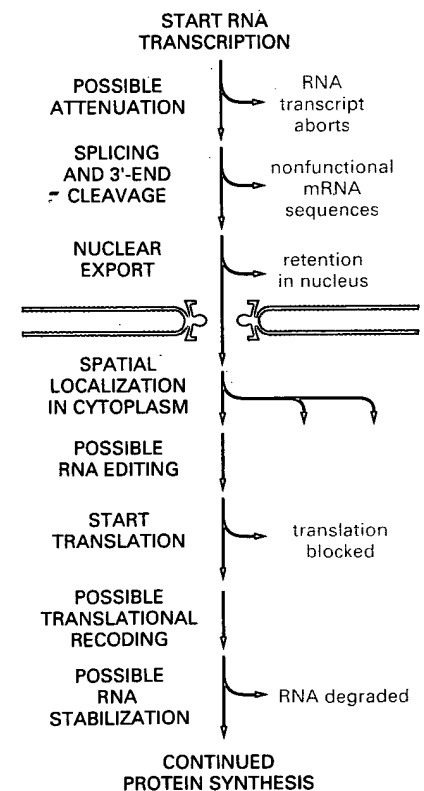 START RNA
TRANSCRIPTION
POSSIBLE
ATTENUATION
RNA
transcript
aborts
SPLICING
AND 3'-END
CLEAVAGE
nonfunctional
mRNA
sequences
NUCLEAR
EXPORT
retention
in nucleus
SPATIAL
LOCALIZATION
IN CYTOPLASM
POSSIBLE
RNA EDITING
START
TRANSLATION
translation
blocked
POSSIBLE
TRANSLATIONAL
RECODING
POSSIBLE
RNA
STABILIZATION
RNA degraded
CONTINUED
PROTEIN SYNTHESIS